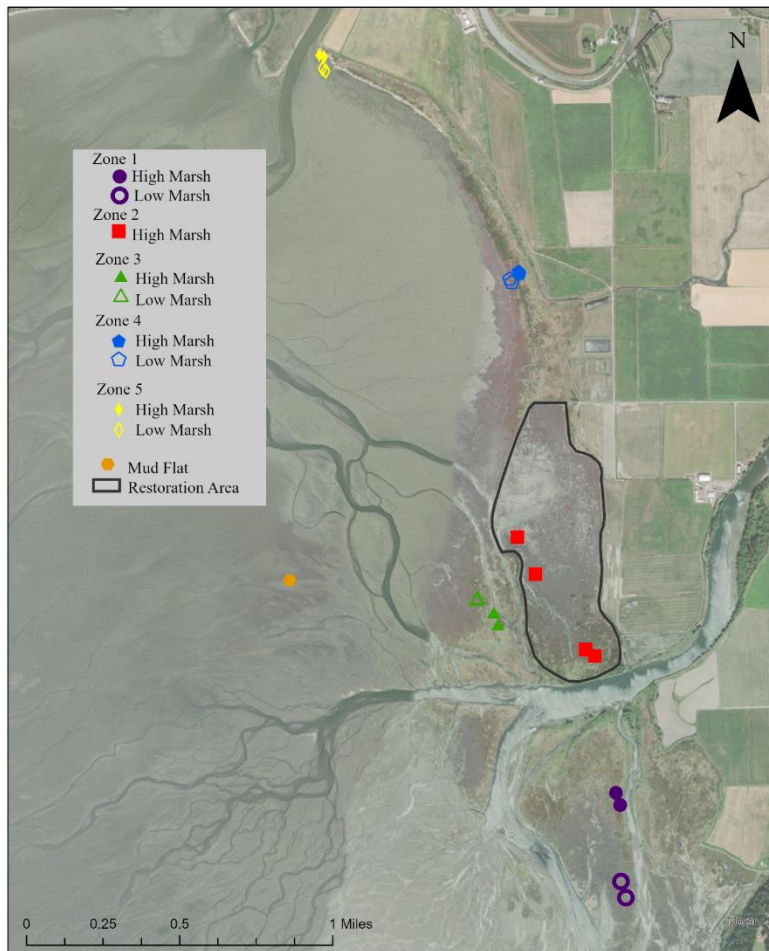 N
Zone 1
High Marsh
Low Marsh
Zone 2
High Marsh
Zone 3
High Marsh
Low Marsh
Zone 4
High Marsh
Low Marsh
Zone 5
High Marsh
Low Marsh
Mud Flat
Restoration Area
0 0.25 0.5 1 Miles